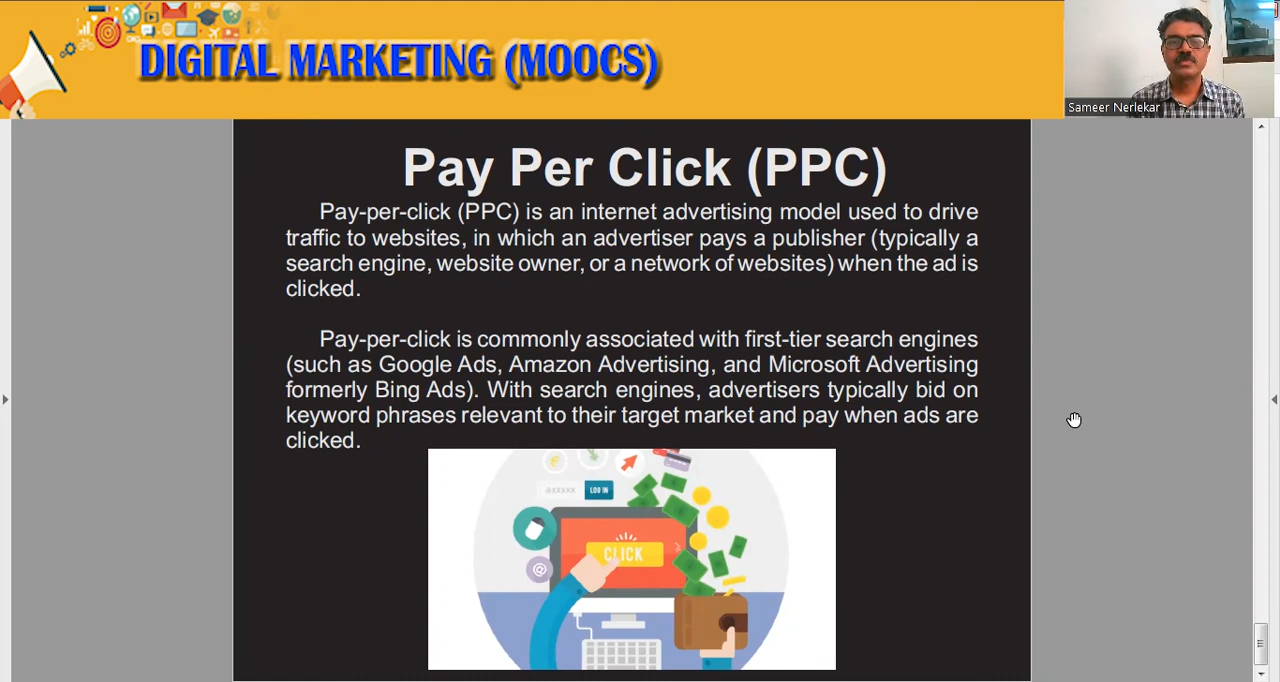 DIGITAL MARKETING (MOOCS)
Sameer Nerlekar
Pay Per Click (PPC)
Pay-per-click (PPC) is an internet advertising model used to drive
traffic to websites, in which an advertiser pays a publisher (typically a
search engine, website owner, or a network of websites) when the ad is
clicked.
Pay-per-click is commonly associated with first-tier search engines
(such as Google Ads, Amazon Advertising, and Microsoft Advertising
formerly Bing Ads). With search engines, advertisers typically bid on
keyword phrases relevant to their target market and pay when ads are
clicked.
@XXXXX
LOG IN
CLICK
@